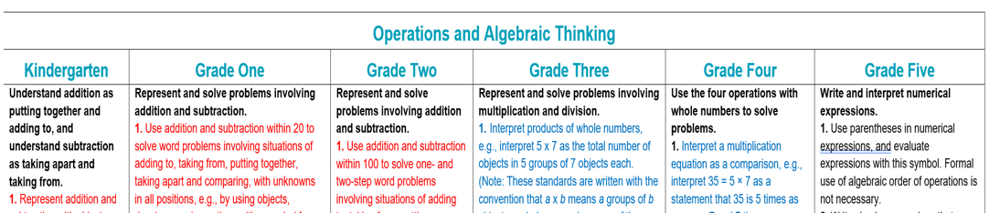 Operations and Algebraic Thinking
Kindergarten
Understand addition as
putting together and
adding to, and
understand subtraction
as taking apart and
taking from.
1. Represent addition and
Grade One
Represent and solve problems involving
addition and subtraction.
1. Use addition and subtraction within 20 to
solve word problems involving situations of
adding to, taking from, putting together,
taking apart and comparing, with unknowns
in all positions, e.g., by using objects,
Grade Two
Represent and solve
problems involving addition
and subtraction.
1. Use addition and subtraction
within 100 to solve one- and
two-step word problems
involving situations of adding
Grade Three
Represent and solve problems involving
multiplication and division.
1. Interpret products of whole numbers,
e.g., interpret 5 x 7 as the total number of
objects in 5 groups of 7 objects each.
(Note: These standards are written with the
convention that a x b means a groups of b
Grade Four
Use the four operations with
whole numbers to solve
problems.
1. Interpret a multiplication
equation as a comparison, e.g.,
interpret 35 = 5 × 7 as a
statement that 35 is 5 times as
Grade Five
Write and interpret numerical
expressions.
1. Use parentheses in numerical
expressions, and evaluate
expressions with this symbol. Formal
use of algebraic order of operations is
not necessary.